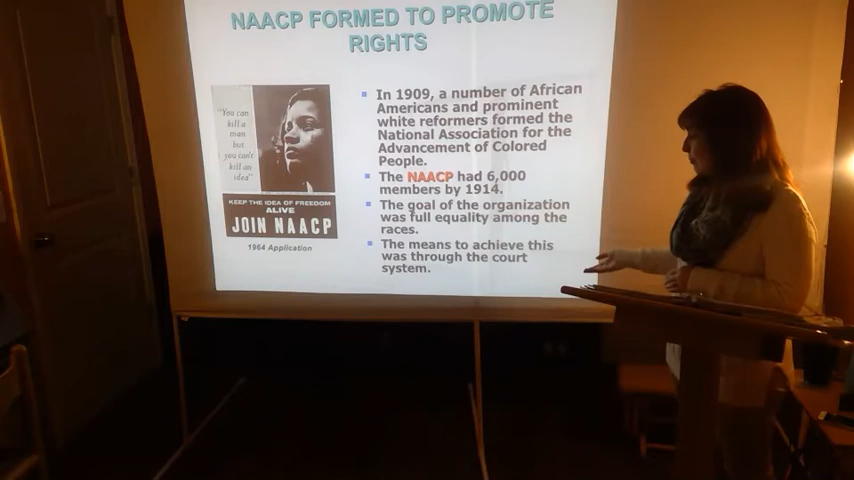 NAACP FORMED TO PROMOTE
RIGHTS
"You can
kill a
man
but
you can't
kill an
idea"
KEEP THE IDEA OF FREEDOM
ALIVE
JOIN NAACP
1964 Application
In 1909, a number of African
Americans and prominent
white reformers formed the
National Association for the
Advancement of Colored
People.
The NAACP had 6,000
members by 1914.
The goal of the organization
was full equality among the
races.
The means to achieve this
was through the court
system.